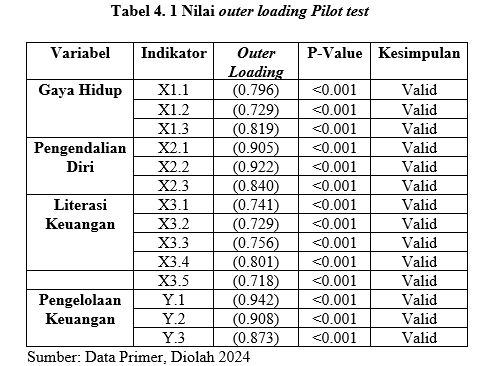 Tabel 4. 1 Nilai outer loading Pilot test
Variabel Indikator Outer Loading P-Value Kesimpulan
Gaya Hidup X1.1 (0.796) <0.001 Valid
X1.2 (0.729) <0.001 Valid
X1.3 (0.819) <0.001 Valid
Pengendalian Diri X2.1 (0.905) <0.001 Valid
X2.2 (0.922) <0.001 Valid
X2.3 (0.840) <0.001 Valid
Literasi Keuangan X3.1 (0.741) <0.001 Valid
X3.2 (0.729) <0.001 Valid
X3.3 (0.756) <0.001 Valid
X3.4 (0.801) <0.001 Valid
X3.5 (0.718) <0.001 Valid
Pengelolaan Keuangan Y.1 (0.942) <0.001 Valid
Y.2 (0.908) <0.001 Valid
Y.3 (0.873) <0.001 Valid
Sumber: Data Primer, Diolah 2024